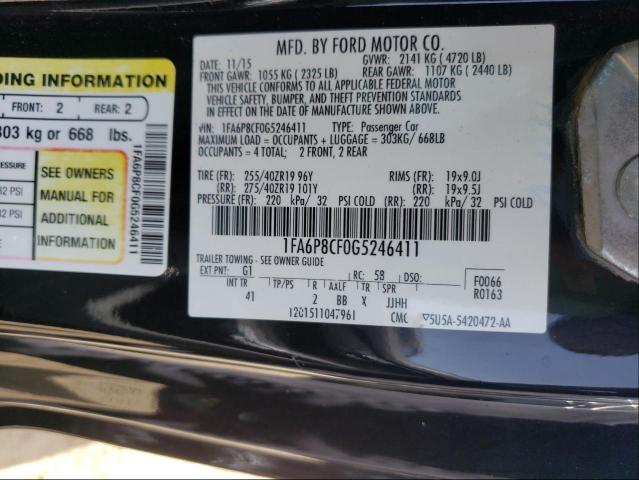 DING INFORMATION
FRONT: 2 REAR: 2
303 kg or 668 lbs.
PRESSURE
32 PSI
32 PSI
SEE OWNERS
MANUAL FOR
ADDITIONAL
INFORMATION
1FA6P8CF0G5246411
MFD. BY FORD MOTOR CO.
DATE: 11/15 GVWR: 2141 KG ( 4720 LB)
FRONT GAWR: 1055 KG ( 2325 LB) REAR GAWR: 1107 KG ( 2440 LB)
THIS VEHICLE CONFORMS TO ALL APPLICABLE FEDERAL MOTOR
VEHICLE SAFETY, BUMPER, AND THEFT PREVENTION STANDARDS
IN EFFECT ON THE DATE OF MANUFACTURE SHOWN ABOVE.
VIN: 1FA6P8CF0G5246411 TYPE: Passenger Car
MAXIMUM LOAD = OCCUPANTS + LUGGAGE = 303KG/ 668LB
OCCUPANTS = 4 TOTAL; 2 FRONT, 2 REAR
TIRE (FR): 255/40ZR19 96Y RIMS (FR): 19x9.0J
(RR): 275/40ZR19 101Y (RR): 19x9.5J
PRESSURE (FR): 220 kPa/ 32 PSI COLD (RR): 220 kPa/ 32 PSI COLD
1FA6P8CF0G5246411
TRAILER TOWING - SEE OWNER GUIDE
EXT PNT: G1 RC: 58 DSO: F0066
INT TR TP/PS R AXLE TR SPR R0163
41 2 BB X JJHH
CMC 5U5A-5420472-AA